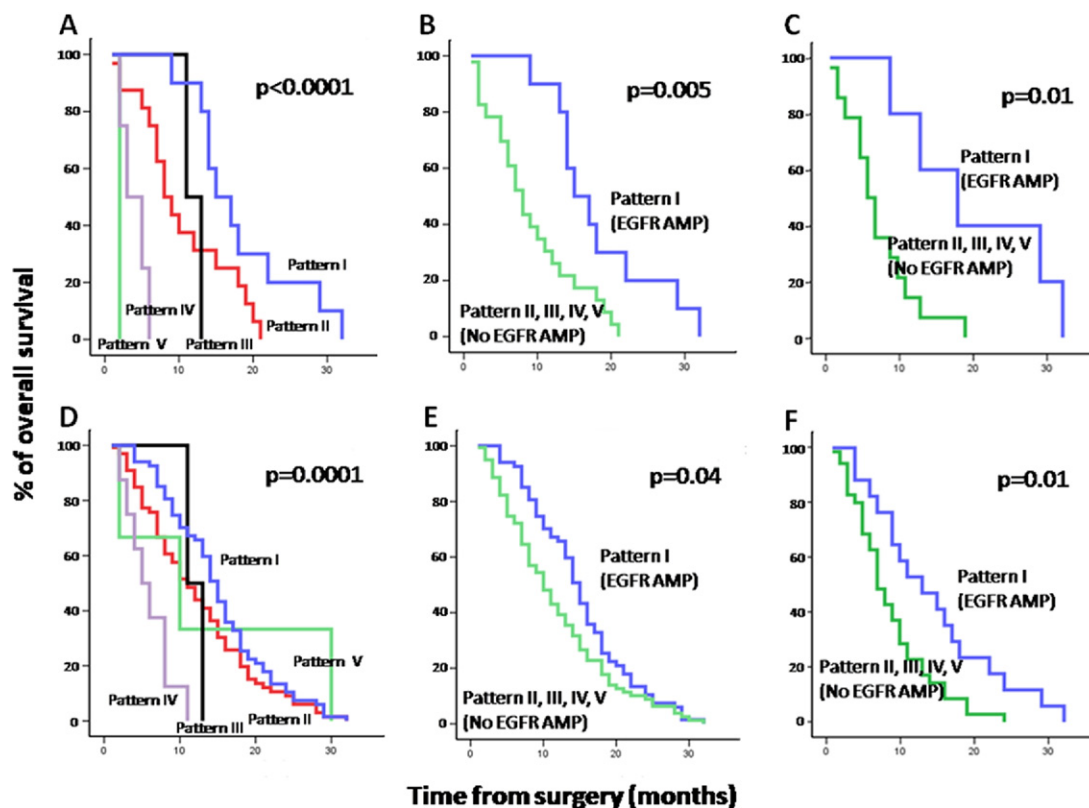 A
B
C
100
80
60
40
20
0
0
10
20
30
p<0.0001
Pattern I
Pattern IV
Pattern II
Pattern V
Pattern III
100
80
60
40
20
0
0
10
20
30
p=0.005
Pattern I
(EGFR AMP)
Pattern II, III, IV, V
(No EGFR AMP)
100
80
60
40
20
0
0
10
20
30
p=0.01
Pattern I
(EGFR AMP)
Pattern II, III, IV, V
(No EGFR AMP)
% of overall survival
D
E
F
100
80
60
40
20
0
0
10
20
30
p=0.0001
Pattern I
Pattern V
Pattern IV
Pattern II
Pattern III
100
80
60
40
20
0
0
10
20
30
p=0.04
Pattern I
(EGFR AMP)
Pattern II, III, IV, V
(No EGFR AMP)
100
80
60
40
20
0
0
10
20
30
p=0.01
Pattern I
(EGFR AMP)
Pattern II, III, IV, V
(No EGFR AMP)
Time from surgery (months)